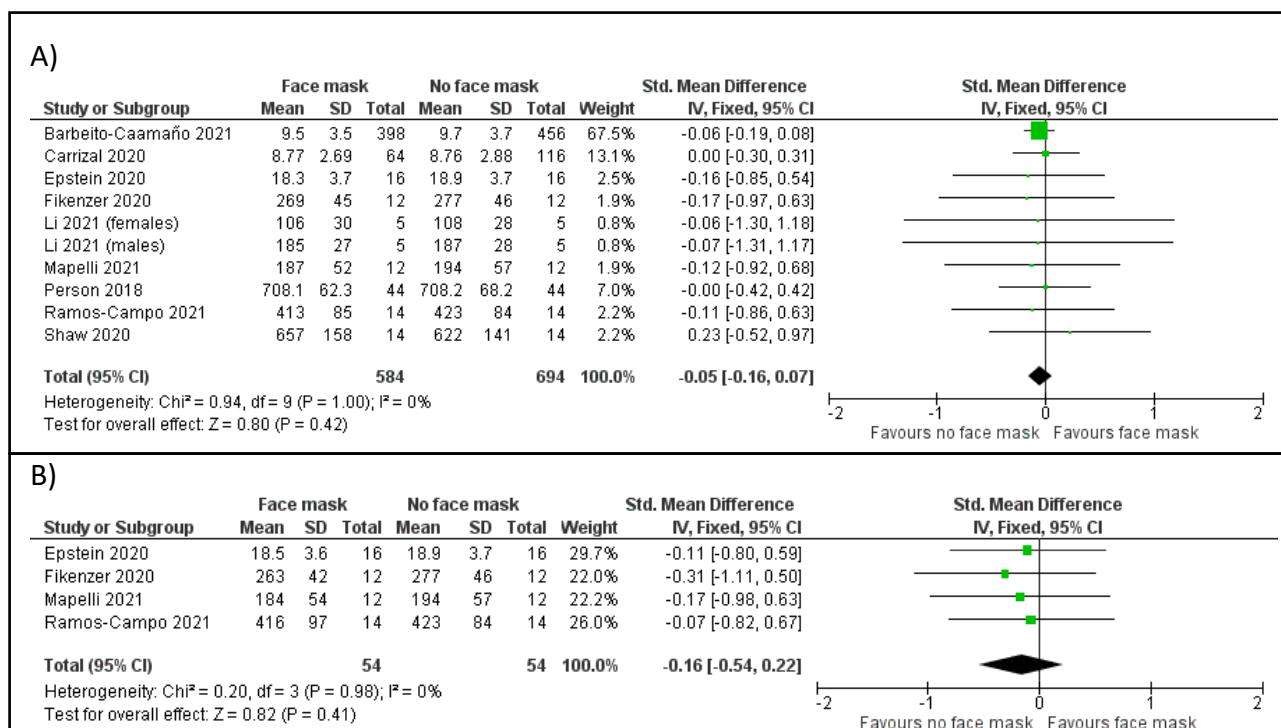 A)
Face mask No face mask Std. Mean Difference Std. Mean Difference
Study or Subgroup Mean SD Total Mean SD Total Weight IV, Fixed, 95% CI IV, Fixed, 95% CI
Barbeito-Caamaño 2021 9.5 3.5 398 9.7 3.7 456 67.5% -0.06 [-0.19, 0.08]
Carrizal 2020 8.77 2.69 64 8.76 2.88 116 13.1% 0.00 [-0.30, 0.31]
Epstein 2020 18.3 3.7 16 18.9 3.7 16 2.5% -0.16 [-0.85, 0.54]
Fikenzer 2020 269 45 12 277 46 12 1.9% -0.17 [-0.97, 0.63]
Li 2021 (females) 106 30 5 108 28 5 0.8% -0.06 [-1.30, 1.18]
Li 2021 (males) 185 27 5 187 28 5 0.8% -0.07 [-1.31, 1.17]
Mapelli 2021 187 52 12 194 57 12 1.9% -0.12 [-0.92, 0.68]
Person 2018 708.1 62.3 44 708.2 68.2 44 7.0% -0.00 [-0.42, 0.42]
Ramos-Campo 2021 413 85 14 423 84 14 2.2% -0.11 [-0.86, 0.63]
Shaw 2020 657 158 14 622 141 14 2.2% 0.23 [-0.52, 0.97]
Total (95% CI) 584 694 100.0% -0.05 [-0.16, 0.07]
Heterogeneity: Chi² = 0.94, df = 9 (P = 1.00); I² = 0%
Test for overall effect: Z = 0.80 (P = 0.42)
-2 -1 0 1 2
Favours no face mask Favours face mask
B)
Face mask No face mask Std. Mean Difference Std. Mean Difference
Study or Subgroup Mean SD Total Mean SD Total Weight IV, Fixed, 95% CI IV, Fixed, 95% CI
Epstein 2020 18.5 3.6 16 18.9 3.7 16 29.7% -0.11 [-0.80, 0.59]
Fikenzer 2020 263 42 12 277 46 12 22.0% -0.31 [-1.11, 0.50]
Mapelli 2021 184 54 12 194 57 12 22.2% -0.17 [-0.98, 0.63]
Ramos-Campo 2021 416 97 14 423 84 14 26.0% -0.07 [-0.82, 0.67]
Total (95% CI) 54 54 100.0% -0.16 [-0.54, 0.22]
Heterogeneity: Chi² = 0.20, df = 3 (P = 0.98); I² = 0%
Test for overall effect: Z = 0.82 (P = 0.41)
-2 -1 0 1 2
Favours no face mask Favours face mask